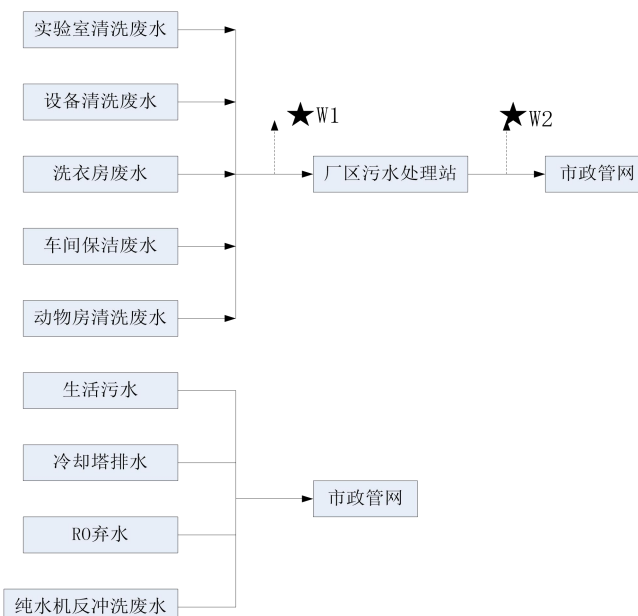 实验室清洗废水
设备清洗废水
★W1
★W2
洗衣房废水
厂区污水处理站
市政管网
车间保洁废水
动物房清洗废水
生活污水
冷却塔排水
市政管网
RO弃水
纯水机反冲洗废水